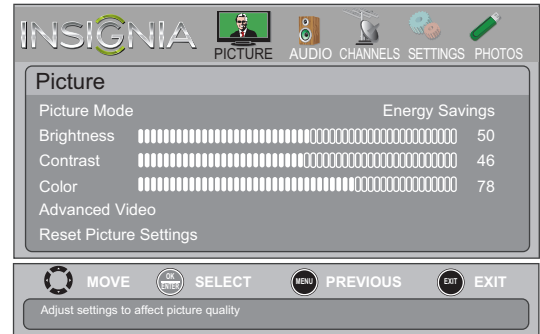 INSIGNIA
PICTURE AUDIO CHANNELS SETTINGS PHOTOS
Picture
Picture Mode Energy Savings
Brightness 50
Contrast 46
Color 78
Advanced Video
Reset Picture Settings
MOVE OK ENTER SELECT MENU PREVIOUS EXIT EXIT
Adjust settings to affect picture quality